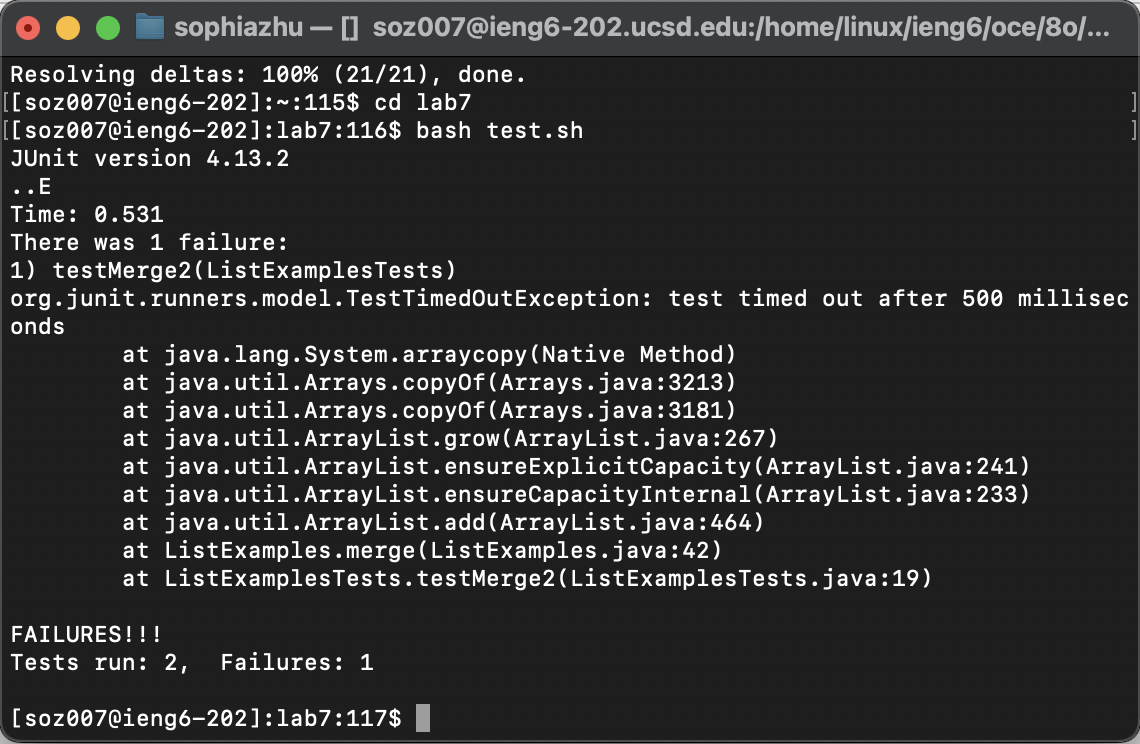 sophiazhu — [] soz007@ieng6-202.ucsd.edu:/home/linux/ieng6/oce/8o/...
Resolving deltas: 100% (21/21), done.
[[soz007@ieng6-202]:~:115$ cd lab7 ]
[[soz007@ieng6-202]:lab7:116$ bash test.sh ]
JUnit version 4.13.2
..E
Time: 0.531
There was 1 failure:
1) testMerge2(ListExamplesTests)
org.junit.runners.model.TestTimedOutException: test timed out after 500 millisec
onds
        at java.lang.System.arraycopy(Native Method)
        at java.util.Arrays.copyOf(Arrays.java:3213)
        at java.util.Arrays.copyOf(Arrays.java:3181)
        at java.util.ArrayList.grow(ArrayList.java:267)
        at java.util.ArrayList.ensureExplicitCapacity(ArrayList.java:241)
        at java.util.ArrayList.ensureCapacityInternal(ArrayList.java:233)
        at java.util.ArrayList.add(ArrayList.java:464)
        at ListExamples.merge(ListExamples.java:42)
        at ListExamplesTests.testMerge2(ListExamplesTests.java:19)
FAILURES!!!
Tests run: 2,  Failures: 1
[soz007@ieng6-202]:lab7:117$